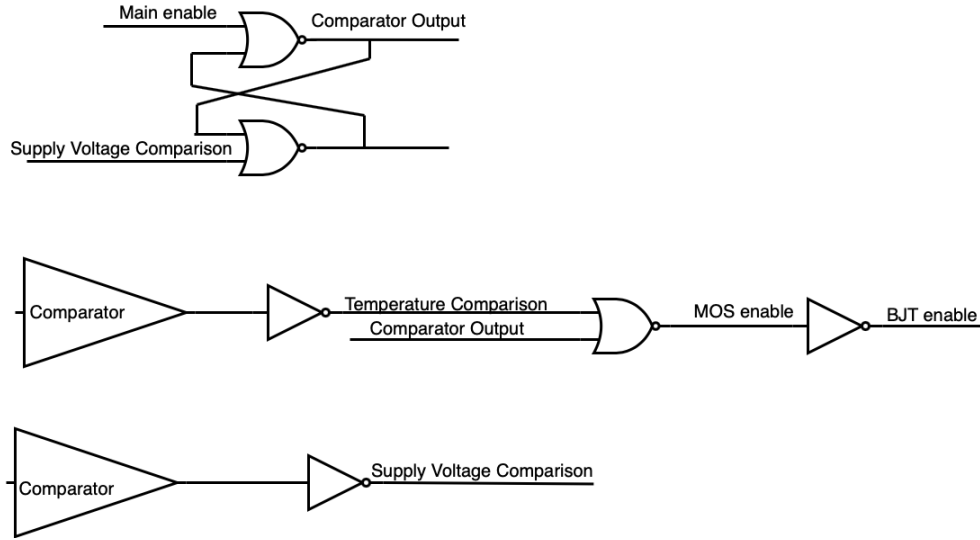 Main enable
Comparator Output
Supply Voltage Comparison
Comparator
Temperature Comparison
Comparator Output
MOS enable
BJT enable
Comparator
Supply Voltage Comparison